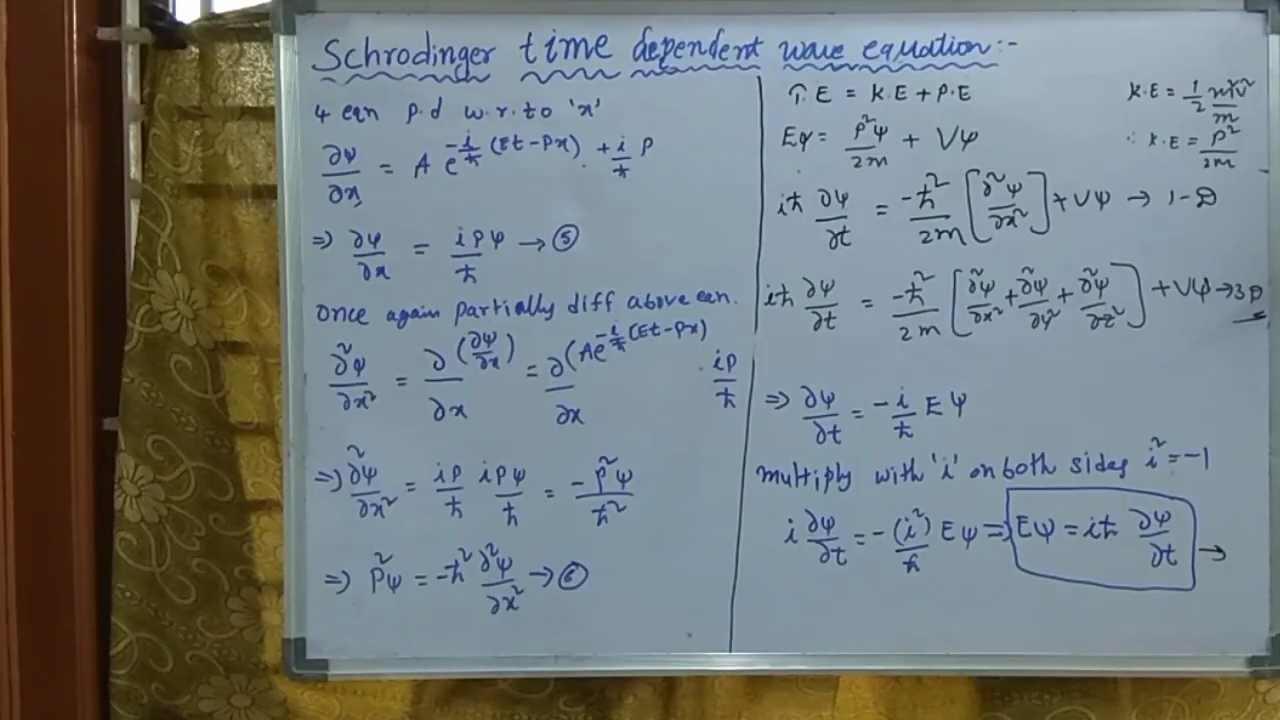 Schrodinger time dependent wave equation:-
4 eqn p.d w.r.to 'x'
∂ψ/∂x = A e^{-i/ħ (Et-Px)} . +i/ħ P
⇒ ∂ψ/∂x = iPψ/ħ → ⑤
once again partially diff above eqn.
∂²ψ/∂x² = ∂(∂ψ/∂x)/∂x = ∂(Ae^{-i/ħ (Et-Px)}/∂x . iP/ħ
⇒ ∂²ψ/∂x² = iP/ħ iPψ/ħ = -P²ψ/ħ²
⇒ P²ψ = -ħ² ∂²ψ/∂x² → ⑥
T.E = K.E + P.E
Eψ = P²ψ/2m + Vψ
iħ ∂ψ/∂t = -ħ²/2m [∂²ψ/∂x²] + Vψ → 1-D
iħ ∂ψ/∂t = -ħ²/2m [∂²ψ/∂x² + ∂²ψ/∂y² + ∂²ψ/∂z²] + Vψ → 3D
⇒ ∂ψ/∂t = -i/ħ Eψ
multiply with 'i' on both sides i² = -1
i ∂ψ/∂t = -(i²)/ħ Eψ ⇒ Eψ = iħ ∂ψ/∂t →
K.E = 1/2 m²v²/m
∴ K.E = P²/2m